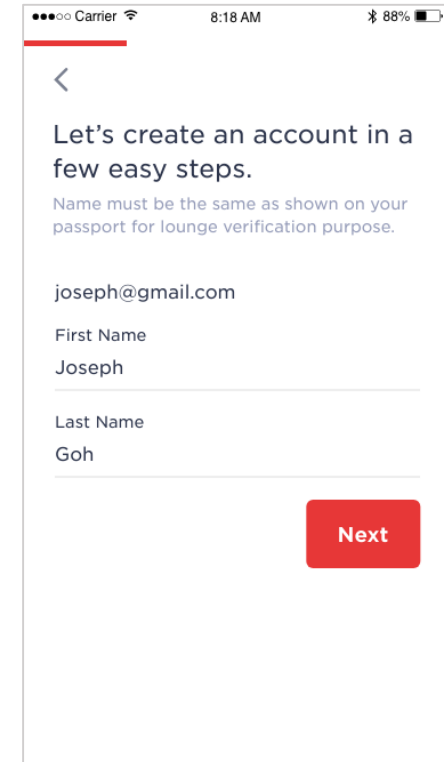 ●●●○○ Carrier 8:18 AM 88%
Let’s create an account in a
few easy steps.
Name must be the same as shown on your
passport for lounge verification purpose.
joseph@gmail.com
First Name
Joseph
Last Name
Goh
Next